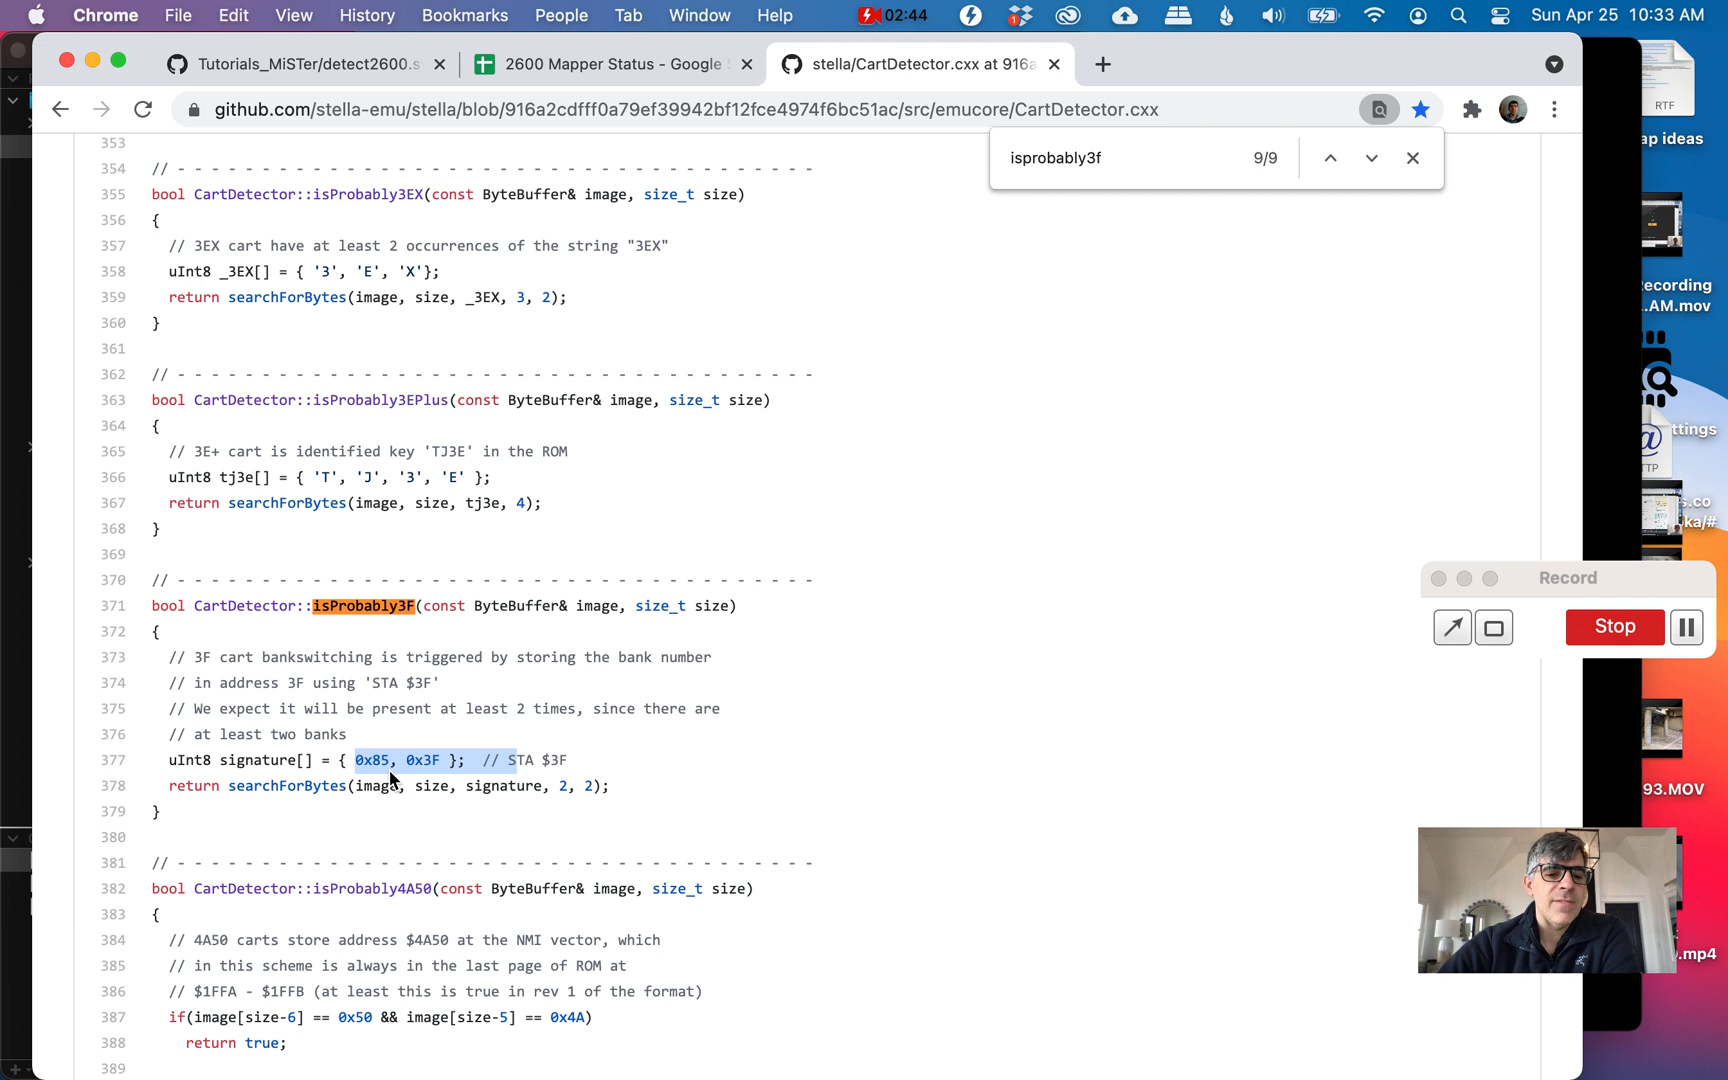 Chrome File Edit View History Bookmarks People Tab Window Help 02:44 1 Sun Apr 25 10:33 AM
Tutorials_MiSTer/detect2600.s 2600 Mapper Status - Google S stella/CartDetector.cxx at 916a
github.com/stella-emu/stella/blob/916a2cdfff0a79ef39942bf12fce4974f6bc51ac/src/emucore/CartDetector.cxx
isprobably3f 9/9
RTF
ap ideas
ecording
.AM.mov
ttings
TTP
s.co
ka/#
93.MOV
.mp4
Record
Stop
353
354 // - - - - - - - - - - - - - - - - - - - - - - - - - - - - - - - - - - - - - -
355 bool CartDetector::isProbably3EX(const ByteBuffer& image, size_t size)
356 {
357 // 3EX cart have at least 2 occurrences of the string "3EX"
358 uInt8 _3EX[] = { '3', 'E', 'X'};
359 return searchForBytes(image, size, _3EX, 3, 2);
360 }
361
362 // - - - - - - - - - - - - - - - - - - - - - - - - - - - - - - - - - - - - - -
363 bool CartDetector::isProbably3EPlus(const ByteBuffer& image, size_t size)
364 {
365 // 3E+ cart is identified key 'TJ3E' in the ROM
366 uInt8 tj3e[] = { 'T', 'J', '3', 'E' };
367 return searchForBytes(image, size, tj3e, 4);
368 }
369
370 // - - - - - - - - - - - - - - - - - - - - - - - - - - - - - - - - - - - - - -
371 bool CartDetector::isProbably3F(const ByteBuffer& image, size_t size)
372 {
373 // 3F cart bankswitching is triggered by storing the bank number
374 // in address 3F using 'STA $3F'
375 // We expect it will be present at least 2 times, since there are
376 // at least two banks
377 uInt8 signature[] = { 0x85, 0x3F }; // STA $3F
378 return searchForBytes(image, size, signature, 2, 2);
379 }
380
381 // - - - - - - - - - - - - - - - - - - - - - - - - - - - - - - - - - - - - - -
382 bool CartDetector::isProbably4A50(const ByteBuffer& image, size_t size)
383 {
384 // 4A50 carts store address $4A50 at the NMI vector, which
385 // in this scheme is always in the last page of ROM at
386 // $1FFA - $1FFB (at least this is true in rev 1 of the format)
387 if(image[size-6] == 0x50 && image[size-5] == 0x4A)
388 return true;
389